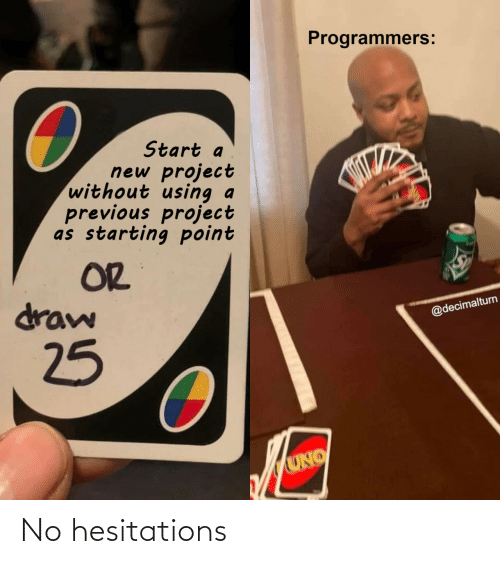 Start a
new project
without using a
previous project
as starting point
OR
draw
25
Programmers:
@decimalturn
UNO
No hesitations